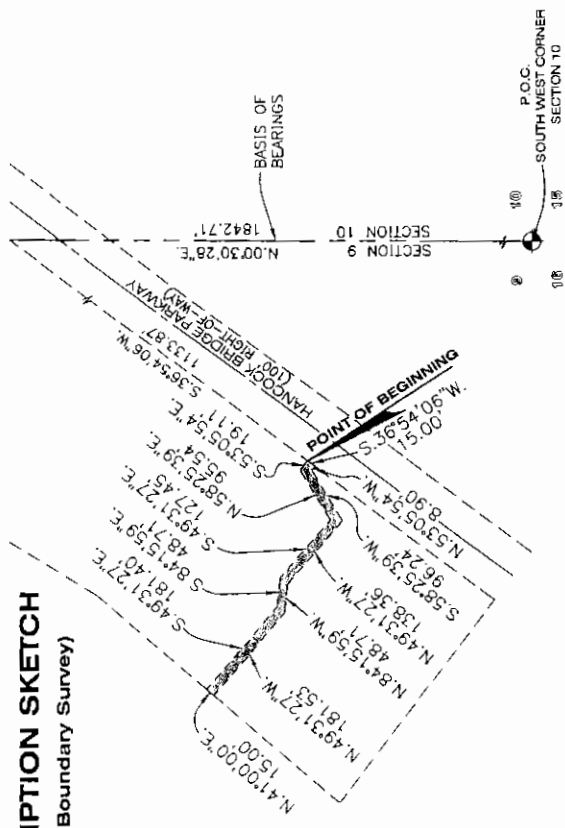 IPTION SKETCH
Boundary Survey)
P.O.C.
SOUTH WEST CORNER
SECTION 10
9
10
16
15
BASIS OF
BEARINGS
N.00°30'28"E.
1842.71'
SECTION 9
SECTION 10
HANCOCK BRIDGE PARKWAY
(100' RIGHT-OF-WAY)
S.36°54'06"W.
1133.87'
POINT OF BEGINNING
S.36°54'06"W.
15.00'
N.53°05'54"W.
8.90'
S.58°25'39"W.
96.24'
N.49°31'27"W.
138.36'
N.84°15'59"W.
48.71'
N.49°31'27"W.
181.53'
N.41°00'00"E.
15.00'
S.49°31'27"E.
181.40'
S.84°15'59"E.
48.71'
S.49°31'27"E.
127.45'
N.58°25'39"E.
95.54'
S.53°05'54"E.
19.11'